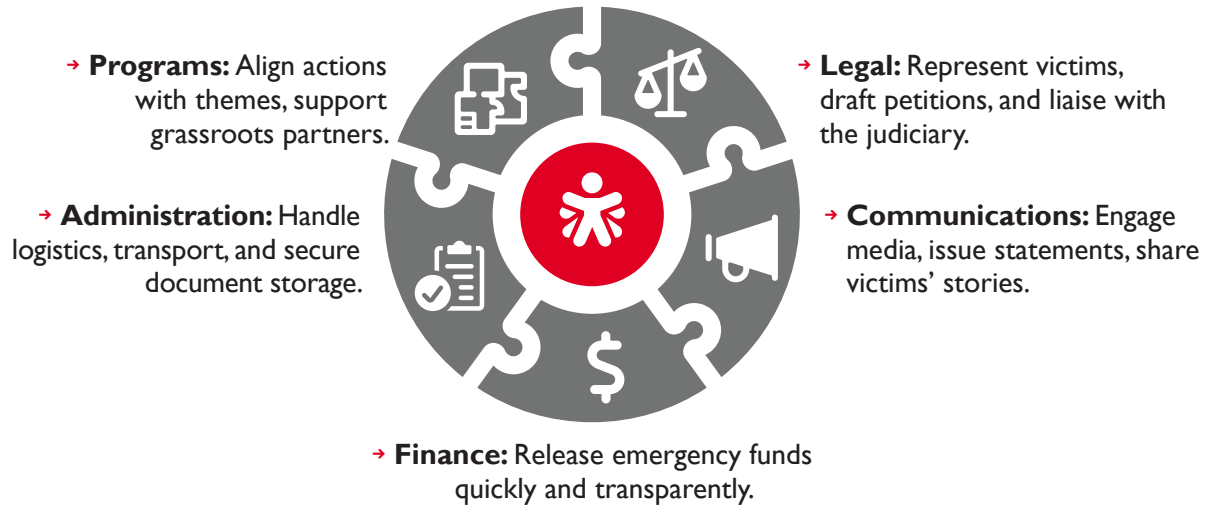 → Programs: Align actions
with themes, support
grassroots partners.
→ Legal: Represent victims,
draft petitions, and liaise with
the judiciary.
→ Administration: Handle
logistics, transport, and secure
document storage.
→ Communications: Engage
media, issue statements, share
victims’ stories.
$
→ Finance: Release emergency funds
quickly and transparently.